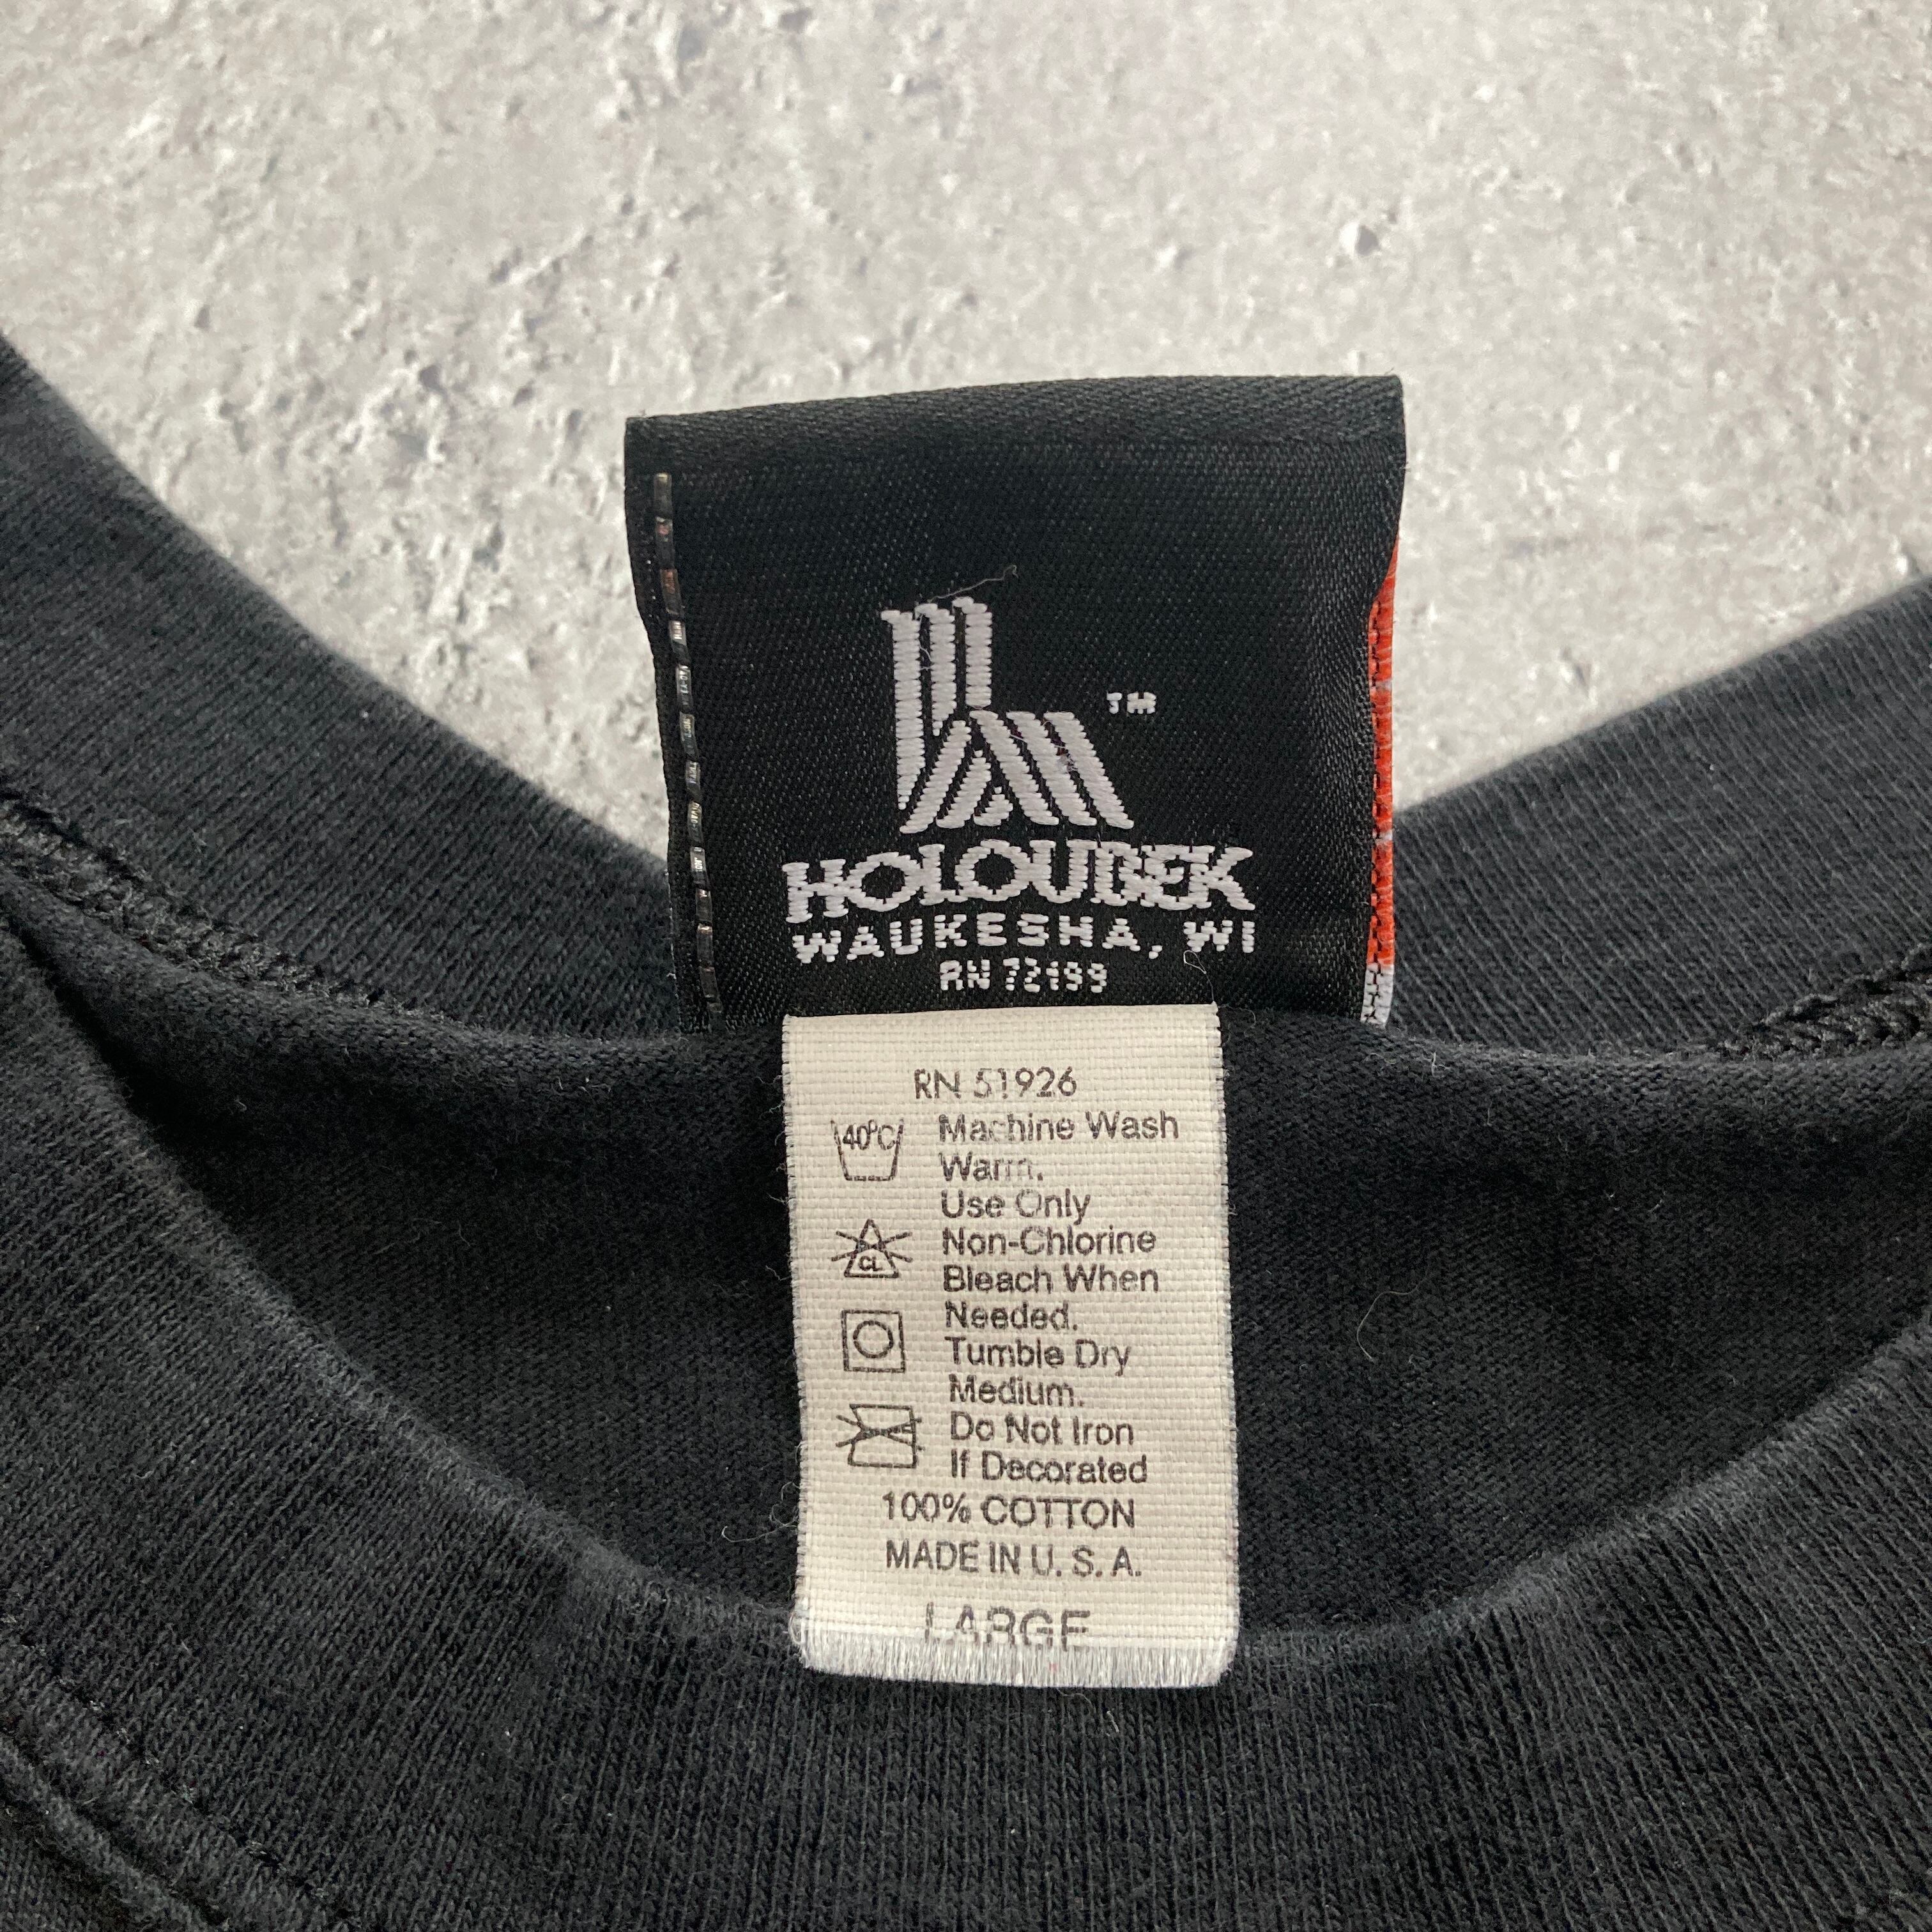 TM
HOLOUBEK
WAUKESHA, WI
RN 72199
RN 51926
40°C
Machine Wash
Warm.
Use Only
Non-Chlorine
CL
Bleach When
Needed.
Tumble Dry
Medium.
Do Not Iron
If Decorated
100% COTTON
MADE IN U. S. A.
LARGE